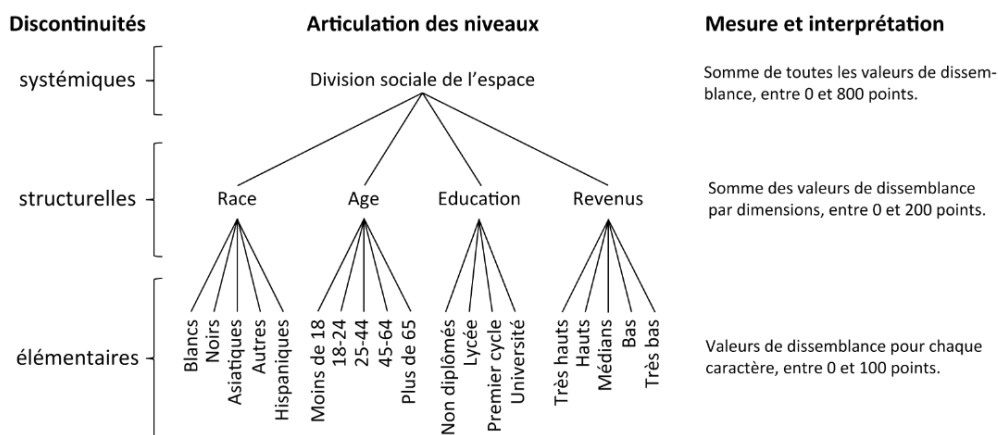 Discontinuités
Articulation des niveaux
Mesure et interprétation
systémiques
Division sociale de l'espace
Somme de toutes les valeurs de dissem-
blance, entre 0 et 800 points.
structurelles
Race
Age
Education
Revenus
Somme des valeurs de dissemblance
par dimensions, entre 0 et 200 points.
élémentaires
Blancs
Noirs
Asiatiques
Autres
Hispaniques
Moins de 18
18-24
25-44
45-64
Plus de 65
Non diplômés
Lycée
Premier cycle
Université
Très hauts
Hauts
Médians
Bas
Très bas
Valeurs de dissemblance pour chaque
caractère, entre 0 et 100 points.